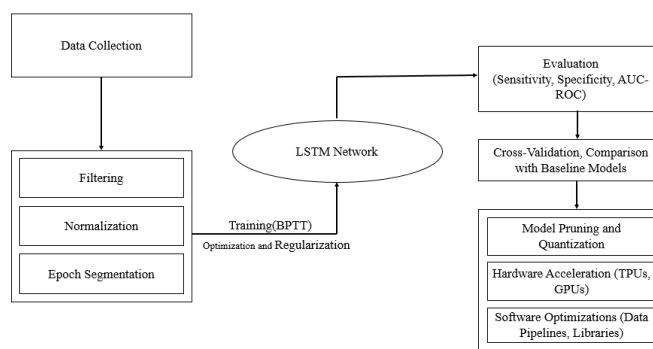 Data Collection
Filtering
Normalization
Epoch Segmentation
Training(BPTT)
Optimization and Regularization
LSTM Network
Evaluation
(Sensitivity, Specificity, AUC-
ROC)
Cross-Validation, Comparison
with Baseline Models
Model Pruning and
Quantization
Hardware Acceleration (TPUs,
GPUs)
Software Optimizations (Data
Pipelines, Libraries)